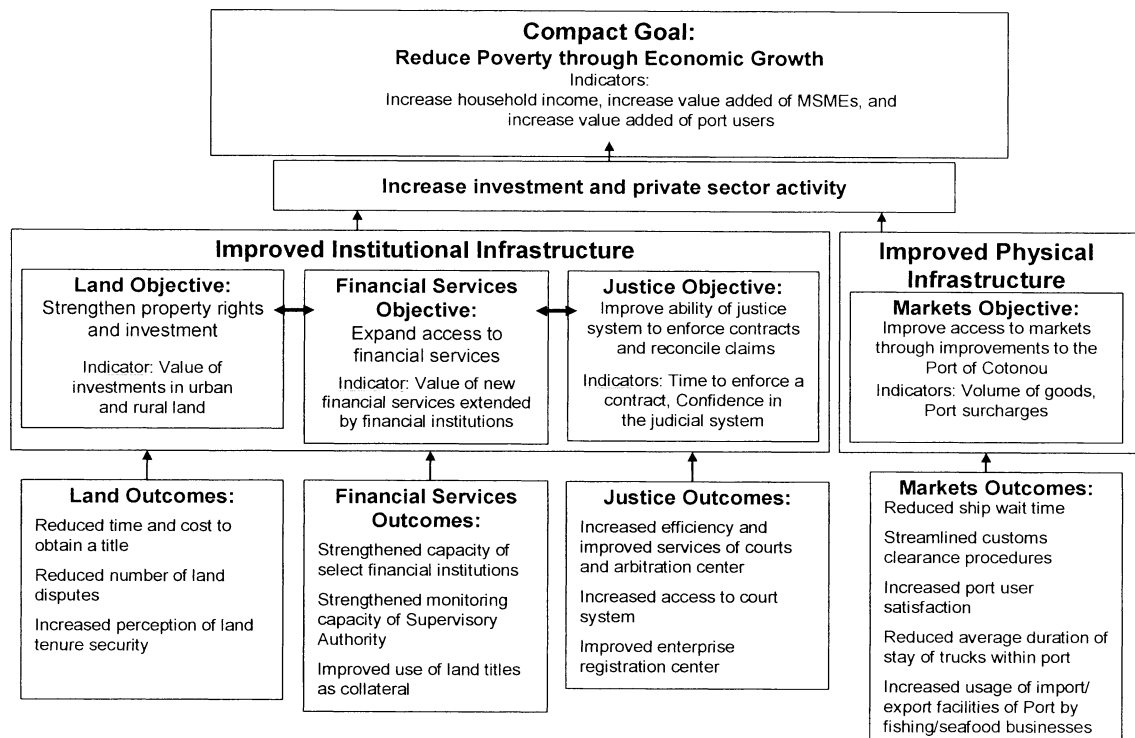 Compact Goal:
Reduce Poverty through Economic Growth
Indicators:
Increase household income, increase value added of MSMEs, and
increase value added of port users
Increase investment and private sector activity
Improved Institutional Infrastructure
Land Objective:
Strengthen property rights
and investment
Indicator: Value of
investments in urban
and rural land
Financial Services
Objective:
Expand access to
financial services
Indicator: Value of new
financial services extended
by financial institutions
Justice Objective:
Improve ability of justice
system to enforce contracts
and reconcile claims
Indicators: Time to enforce a
contract, Confidence in
the judicial system
Improved Physical
Infrastructure
Markets Objective:
Improve access to markets
through improvements to the
Port of Cotonou
Indicators: Volume of goods,
Port surcharges
Land Outcomes:
Reduced time and cost to
obtain a title
Reduced number of land
disputes
Increased perception of land
tenure security
Financial Services
Outcomes:
Strengthened capacity of
select financial institutions
Strengthened monitoring
capacity of Supervisory
Authority
Improved use of land titles
as collateral
Justice Outcomes:
Increased efficiency and
improved services of courts
and arbitration center
Increased access to court
system
Improved enterprise
registration center
Markets Outcomes:
Reduced ship wait time
Streamlined customs
clearance procedures
Increased port user
satisfaction
Reduced average duration of
stay of trucks within port
Increased usage of import/
export facilities of Port by
fishing/seafood businesses